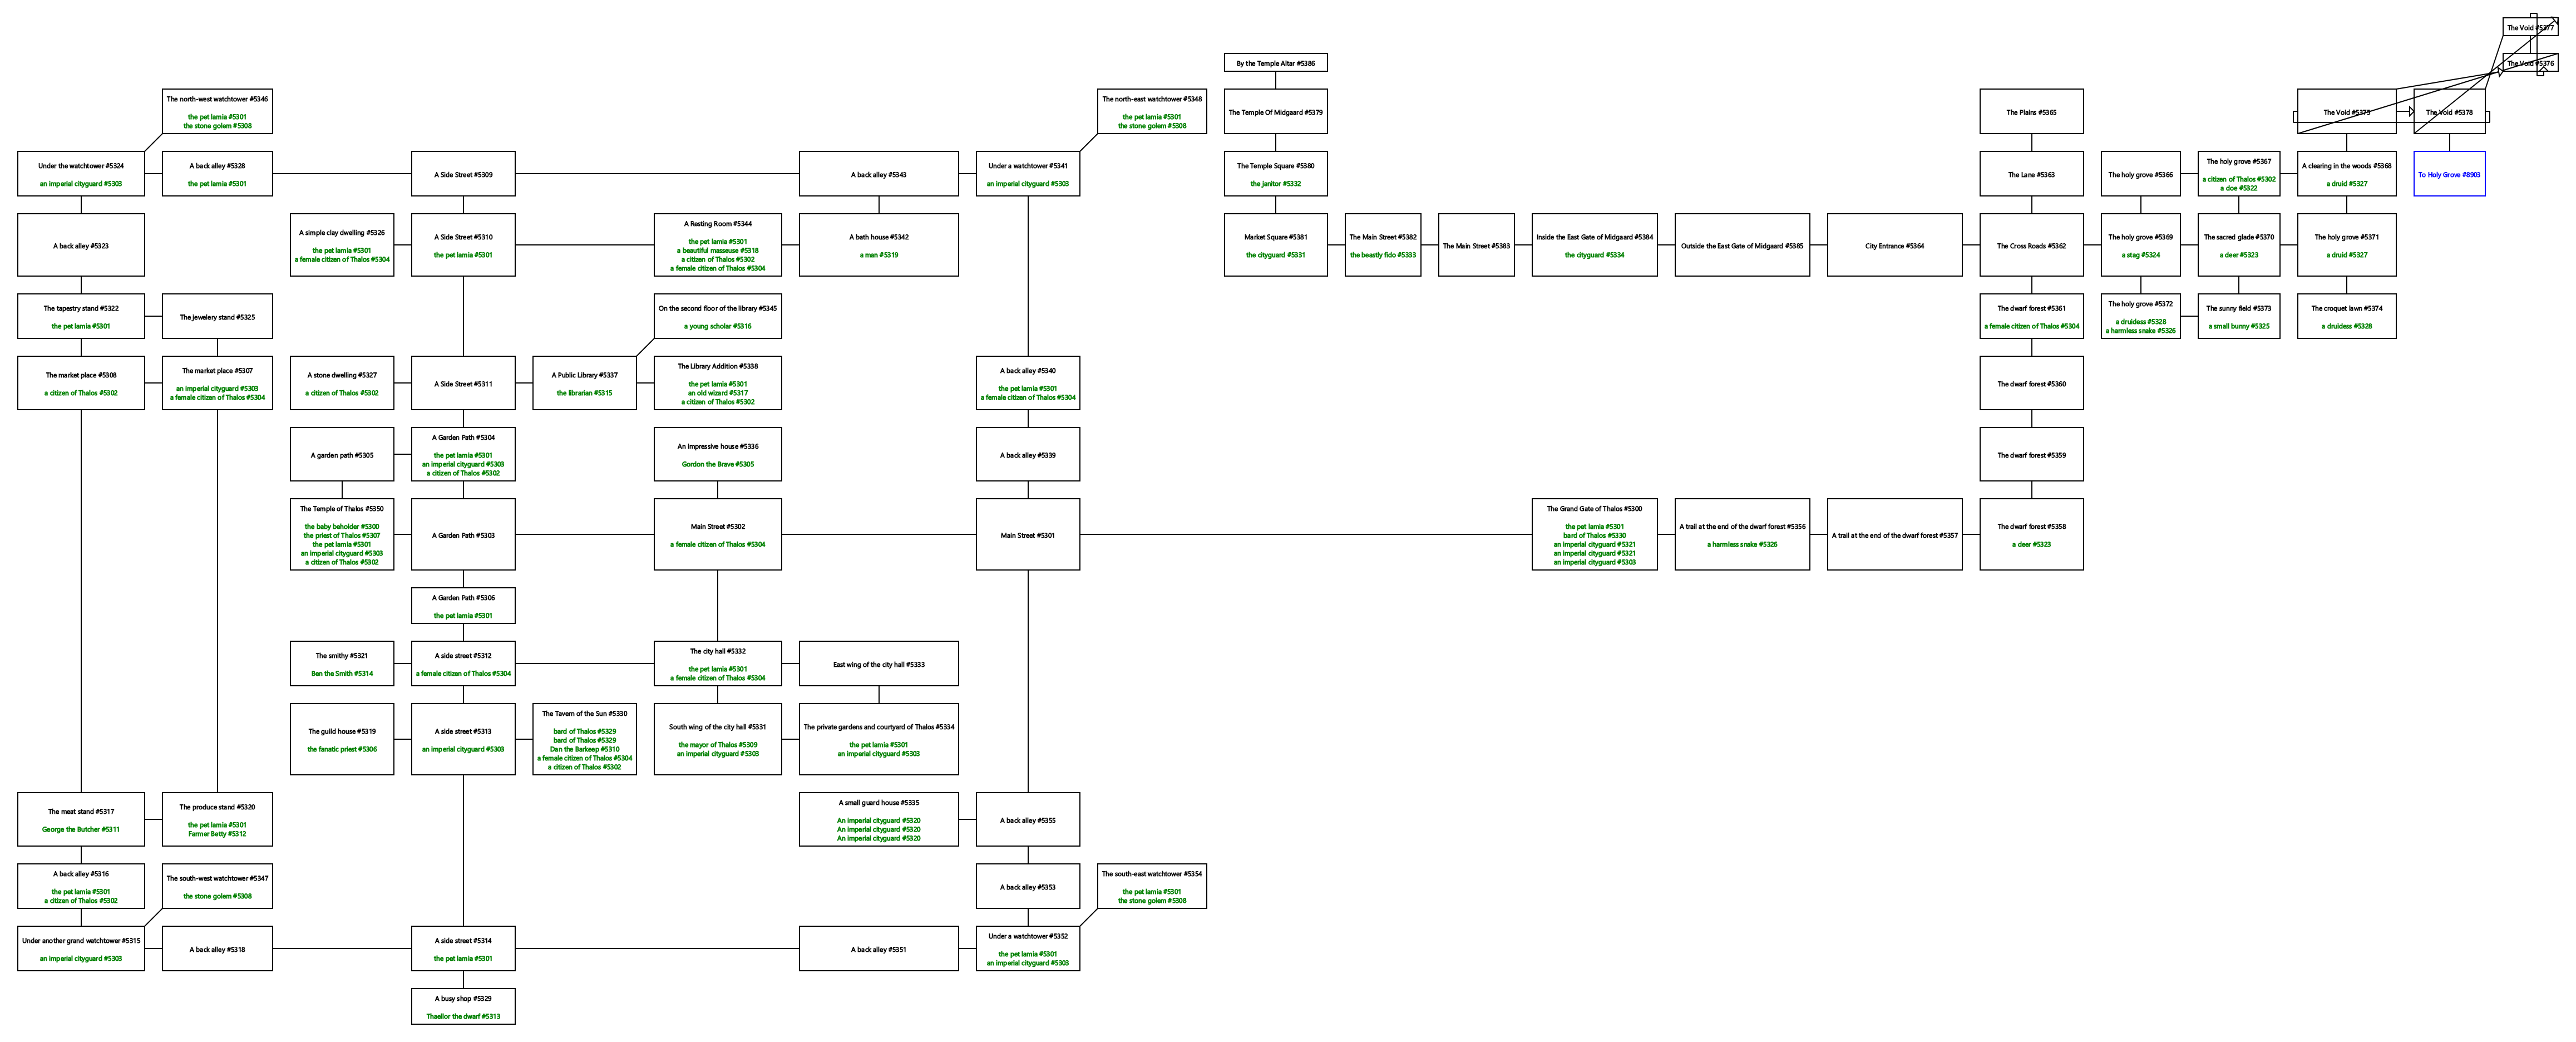 The Void #5377
By the Temple Altar #5386
The Void #5376
The north-west watchtower #5346
the pet lamia #5301
the stone golem #5308
The north-east watchtower #5348
the pet lamia #5301
the stone golem #5308
The Temple Of Midgaard #5379
The Plains #5365
The Void #5375
The Void #5378
Under the watchtower #5324
an imperial cityguard #5303
A back alley #5328
the pet lamia #5301
A Side Street #5309
A back alley #5343
Under a watchtower #5341
an imperial cityguard #5303
The Temple Square #5380
the janitor #5332
The Lane #5363
The holy grove #5366
The holy grove #5367
a citizen of Thalos #5302
a doe #5322
A clearing in the woods #5368
a druid #5327
To Holy Grove #8903
A back alley #5323
A simple clay dwelling #5326
the pet lamia #5301
a female citizen of Thalos #5304
A Side Street #5310
the pet lamia #5301
A Resting Room #5344
the pet lamia #5301
a beautiful masseuse #5318
a citizen of Thalos #5302
a female citizen of Thalos #5304
A bath house #5342
a man #5319
Market Square #5381
the cityguard #5331
The Main Street #5382
the beastly fido #5333
The Main Street #5383
Inside the East Gate of Midgaard #5384
the cityguard #5334
Outside the East Gate of Midgaard #5385
City Entrance #5364
The Cross Roads #5362
The holy grove #5369
a stag #5324
The sacred glade #5370
a deer #5323
The holy grove #5371
a druid #5327
The tapestry stand #5322
the pet lamia #5301
The jewelery stand #5325
On the second floor of the library #5345
a young scholar #5316
The dwarf forest #5361
a female citizen of Thalos #5304
The holy grove #5372
a druidess #5328
a harmless snake #5326
The sunny field #5373
a small bunny #5325
The croquet lawn #5374
a druidess #5328
The market place #5308
a citizen of Thalos #5302
The market place #5307
an imperial cityguard #5303
a female citizen of Thalos #5304
A stone dwelling #5327
a citizen of Thalos #5302
A Side Street #5311
A Public Library #5337
the librarian #5315
The Library Addition #5338
the pet lamia #5301
an old wizard #5317
a citizen of Thalos #5302
A back alley #5340
the pet lamia #5301
a female citizen of Thalos #5304
The dwarf forest #5360
A garden path #5305
A Garden Path #5304
the pet lamia #5301
an imperial cityguard #5303
a citizen of Thalos #5302
An impressive house #5336
Gordon the Brave #5305
A back alley #5339
The dwarf forest #5359
The Temple of Thalos #5350
the baby beholder #5300
the priest of Thalos #5307
the pet lamia #5301
an imperial cityguard #5303
a citizen of Thalos #5302
A Garden Path #5303
Main Street #5302
a female citizen of Thalos #5304
Main Street #5301
The Grand Gate of Thalos #5300
the pet lamia #5301
bard of Thalos #5330
an imperial cityguard #5321
an imperial cityguard #5321
an imperial cityguard #5303
A trail at the end of the dwarf forest #5356
a harmless snake #5326
A trail at the end of the dwarf forest #5357
The dwarf forest #5358
a deer #5323
A Garden Path #5306
the pet lamia #5301
The smithy #5321
Ben the Smith #5314
A side street #5312
a female citizen of Thalos #5304
The city hall #5332
the pet lamia #5301
a female citizen of Thalos #5304
East wing of the city hall #5333
The guild house #5319
the fanatic priest #5306
A side street #5313
an imperial cityguard #5303
The Tavern of the Sun #5330
bard of Thalos #5329
bard of Thalos #5329
Dan the Barkeep #5310
a female citizen of Thalos #5304
a citizen of Thalos #5302
South wing of the city hall #5331
the mayor of Thalos #5309
an imperial cityguard #5303
The private gardens and courtyard of Thalos #5334
the pet lamia #5301
an imperial cityguard #5303
The meat stand #5317
George the Butcher #5311
The produce stand #5320
the pet lamia #5301
Farmer Betty #5312
A small guard house #5335
An imperial cityguard #5320
An imperial cityguard #5320
An imperial cityguard #5320
A back alley #5355
A back alley #5316
the pet lamia #5301
a citizen of Thalos #5302
The south-west watchtower #5347
the stone golem #5308
A back alley #5353
The south-east watchtower #5354
the pet lamia #5301
the stone golem #5308
Under another grand watchtower #5315
an imperial cityguard #5303
A back alley #5318
A side street #5314
the pet lamia #5301
A back alley #5351
Under a watchtower #5352
the pet lamia #5301
an imperial cityguard #5303
A busy shop #5329
Thaellor the dwarf #5313